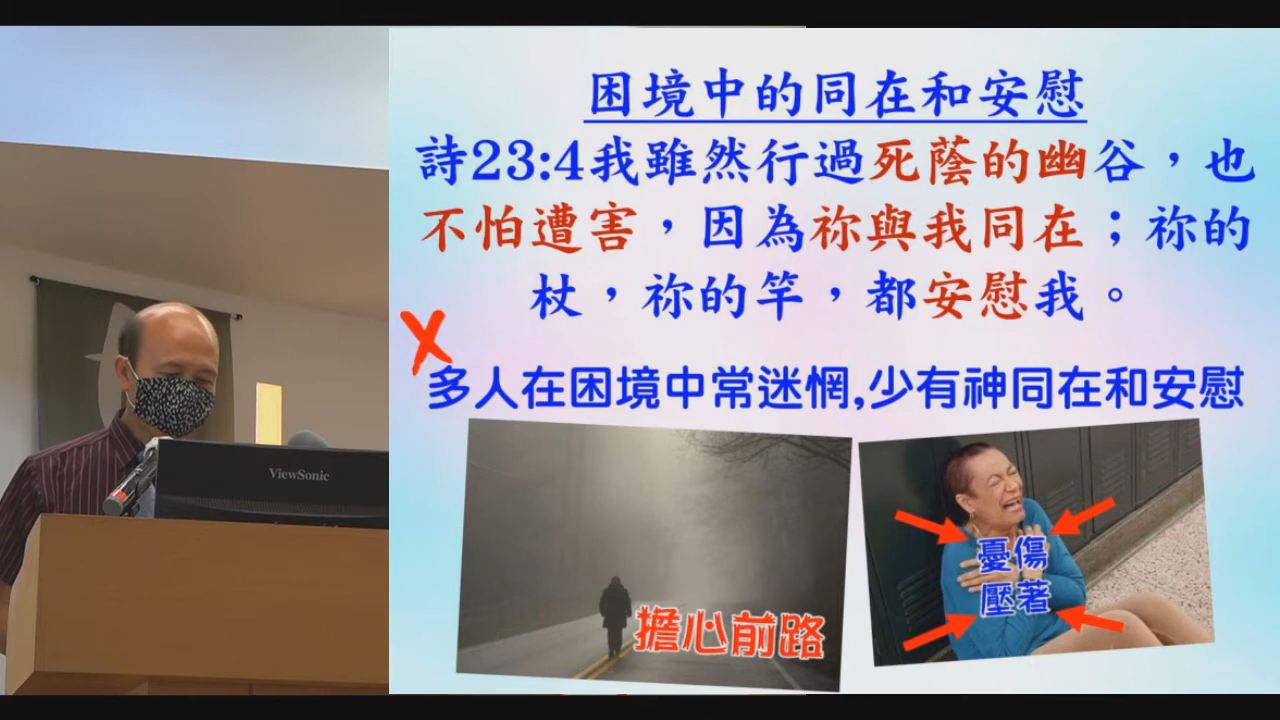 困境中的同在和安慰
詩23:4我雖然行過死蔭的幽谷，也
不怕遭害，因為祢與我同在；祢的
杖，祢的竿，都安慰我。
X
多人在困境中常迷惘,少有神同在和安慰
擔心前路
憂傷
壓著
ViewSonic